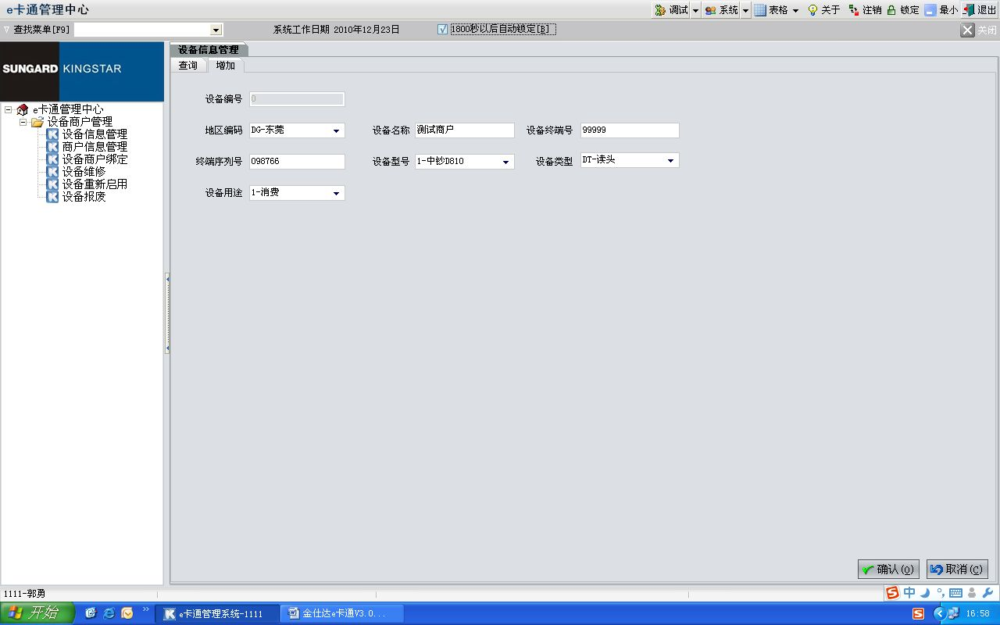 e卡通管理中心 调试 系统 表格 关于 注销 锁定 最小 退出
查找菜单[F9] 系统工作日期 2010年12月23日 1800秒以后自动锁定[B] 关闭
SUNGARD KINGSTAR
e卡通管理中心
设备商户管理
设备信息管理
商户信息管理
设备商户绑定
设备维修
设备重新启用
设备报废
设备信息管理
查询 增加
设备编号 0
地区编码 DG-东莞 设备名称 测试商户 设备终端号 99999
终端序列号 098766 设备型号 1-中钞D810 设备类型 DT-读头
设备用途 1-消费
确认(O) 取消(C)
1111-郭勇
中
开始 e卡通管理系统-1111 金仕达e卡通V3.0... 16:58